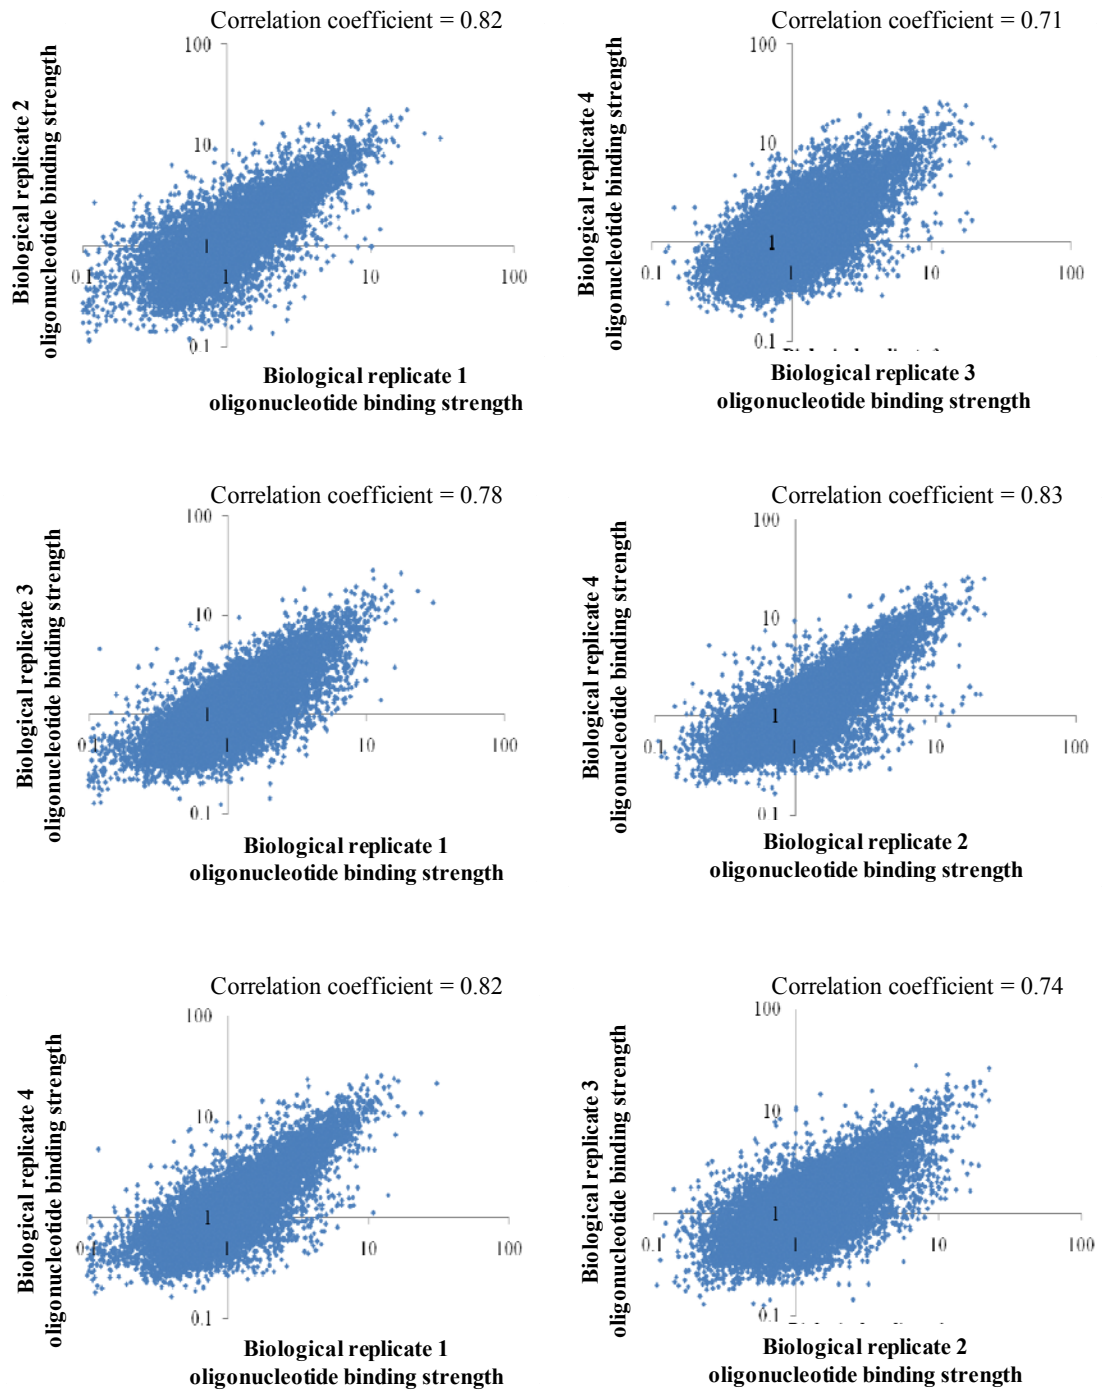 Correlation coefficient = 0.82
100
10
1
0.1
1
10
100
0.1
Biological replicate 2
oligonucleotide binding strength
Biological replicate 1
oligonucleotide binding strength
Correlation coefficient = 0.71
100
10
1
0.1
1
10
100
0.1
Biological replicate 4
oligonucleotide binding strength
Biological replicate 3
oligonucleotide binding strength
Correlation coefficient = 0.78
100
10
1
0.1
1
10
100
0.1
Biological replicate 3
oligonucleotide binding strength
Biological replicate 1
oligonucleotide binding strength
Correlation coefficient = 0.83
100
10
1
0.1
1
10
100
0.1
Biological replicate 4
oligonucleotide binding strength
Biological replicate 2
oligonucleotide binding strength
Correlation coefficient = 0.82
100
10
1
1
10
100
0.1
Biological replicate 4
oligonucleotide binding strength
Biological replicate 1
oligonucleotide binding strength
Correlation coefficient = 0.74
100
10
1
0.1
1
10
100
0.1
Biological replicate 3
oligonucleotide binding strength
Biological replicate 2
oligonucleotide binding strength